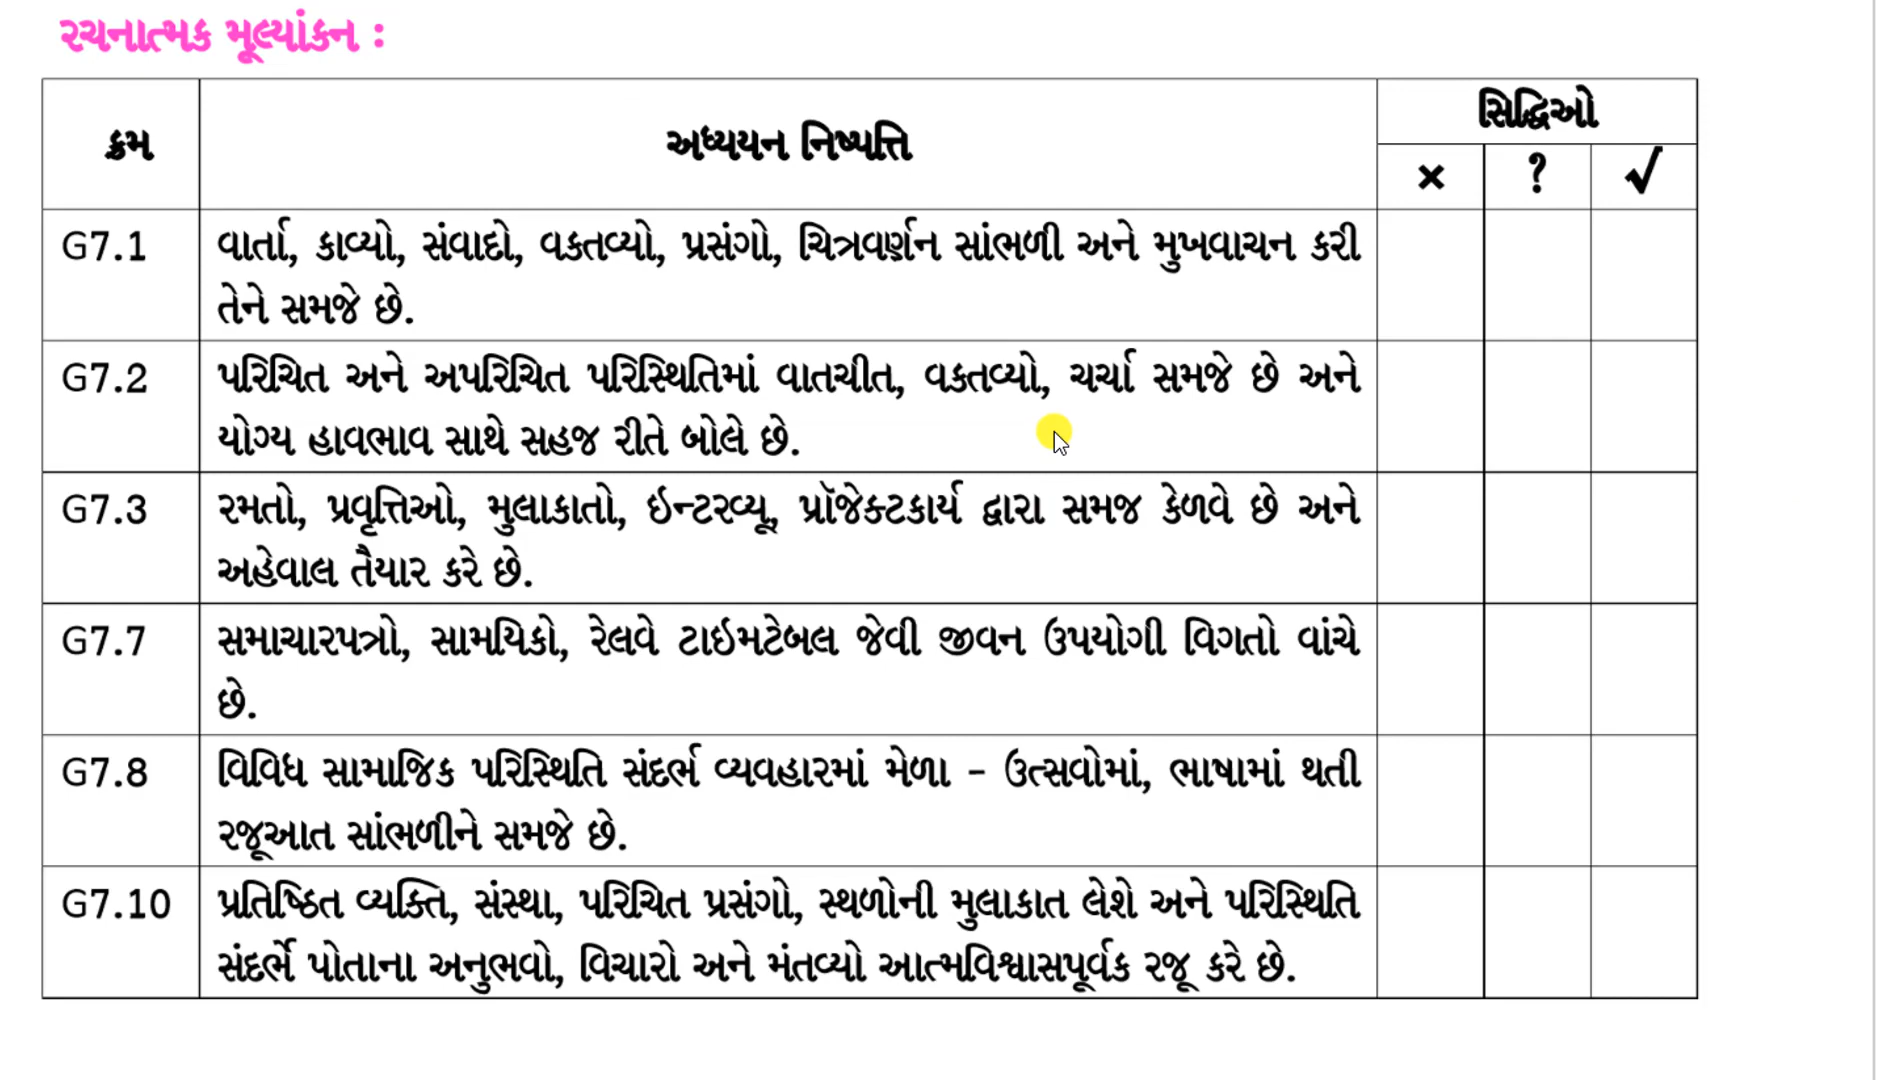 રચનાત્મક મૂલ્યાંકન :
ક્રમ
અધ્યયન નિષ્પત્તિ
સિદ્ધિઓ
×
?
√
G7.1
વાર્તા, કાવ્યો, સંવાદો, વક્તવ્યો, પ્રસંગો, ચિત્રવર્ણન સાંભળી અને મુખવાચન કરી
તેને સમજે છે.
G7.2
પરિચિત અને અપરિચિત પરિસ્થિતિમાં વાતચીત, વક્તવ્યો, ચર્ચા સમજે છે અને
યોગ્ય હાવભાવ સાથે સહજ રીતે બોલે છે.
G7.3
રમતો, પ્રવૃત્તિઓ, મુલાકાતો, ઇન્ટરવ્યૂ, પ્રૉજેક્ટકાર્ય દ્વારા સમજ કેળવે છે અને
અહેવાલ તૈયાર કરે છે.
G7.7
સમાચારપત્રો, સામયિકો, રેલવે ટાઇમટેબલ જેવી જીવન ઉપયોગી વિગતો વાંચે
છે.
G7.8
વિવિધ સામાજિક પરિસ્થિતિ સંદર્ભ વ્યવહારમાં મેળા - ઉત્સવોમાં, ભાષામાં થતી
રજૂઆત સાંભળીને સમજે છે.
G7.10
પ્રતિષ્ઠિત વ્યક્તિ, સંસ્થા, પરિચિત પ્રસંગો, સ્થળોની મુલાકાત લેશે અને પરિસ્થિતિ
સંદર્ભે પોતાના અનુભવો, વિચારો અને મંતવ્યો આત્મવિશ્વાસપૂર્વક રજૂ કરે છે.